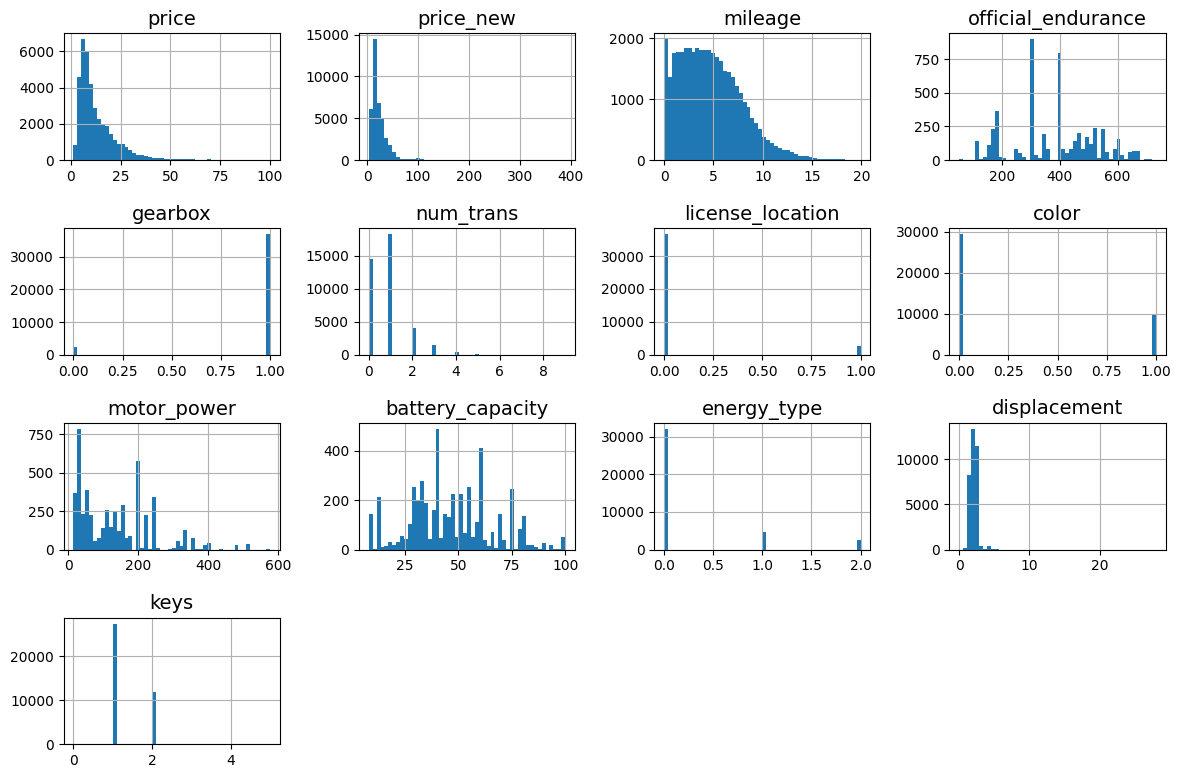 price price_new mileage official_endurance
6000
4000
2000
0
0 25 50 75 100
15000
10000
5000
0
0 100 200 300 400
2000
1000
0
0 5 10 15 20
750
500
250
0
200 400 600
gearbox num_trans license_location color
30000
20000
10000
0
0.00 0.25 0.50 0.75 1.00
15000
10000
5000
0
0 2 4 6 8
30000
20000
10000
0
0.00 0.25 0.50 0.75 1.00
30000
20000
10000
0
0.00 0.25 0.50 0.75 1.00
motor_power battery_capacity energy_type displacement
750
500
250
0
0 200 400 600
400
200
0
25 50 75 100
30000
20000
10000
0
0.0 0.5 1.0 1.5 2.0
10000
5000
0
0 10 20
keys
20000
10000
0
0 2 4